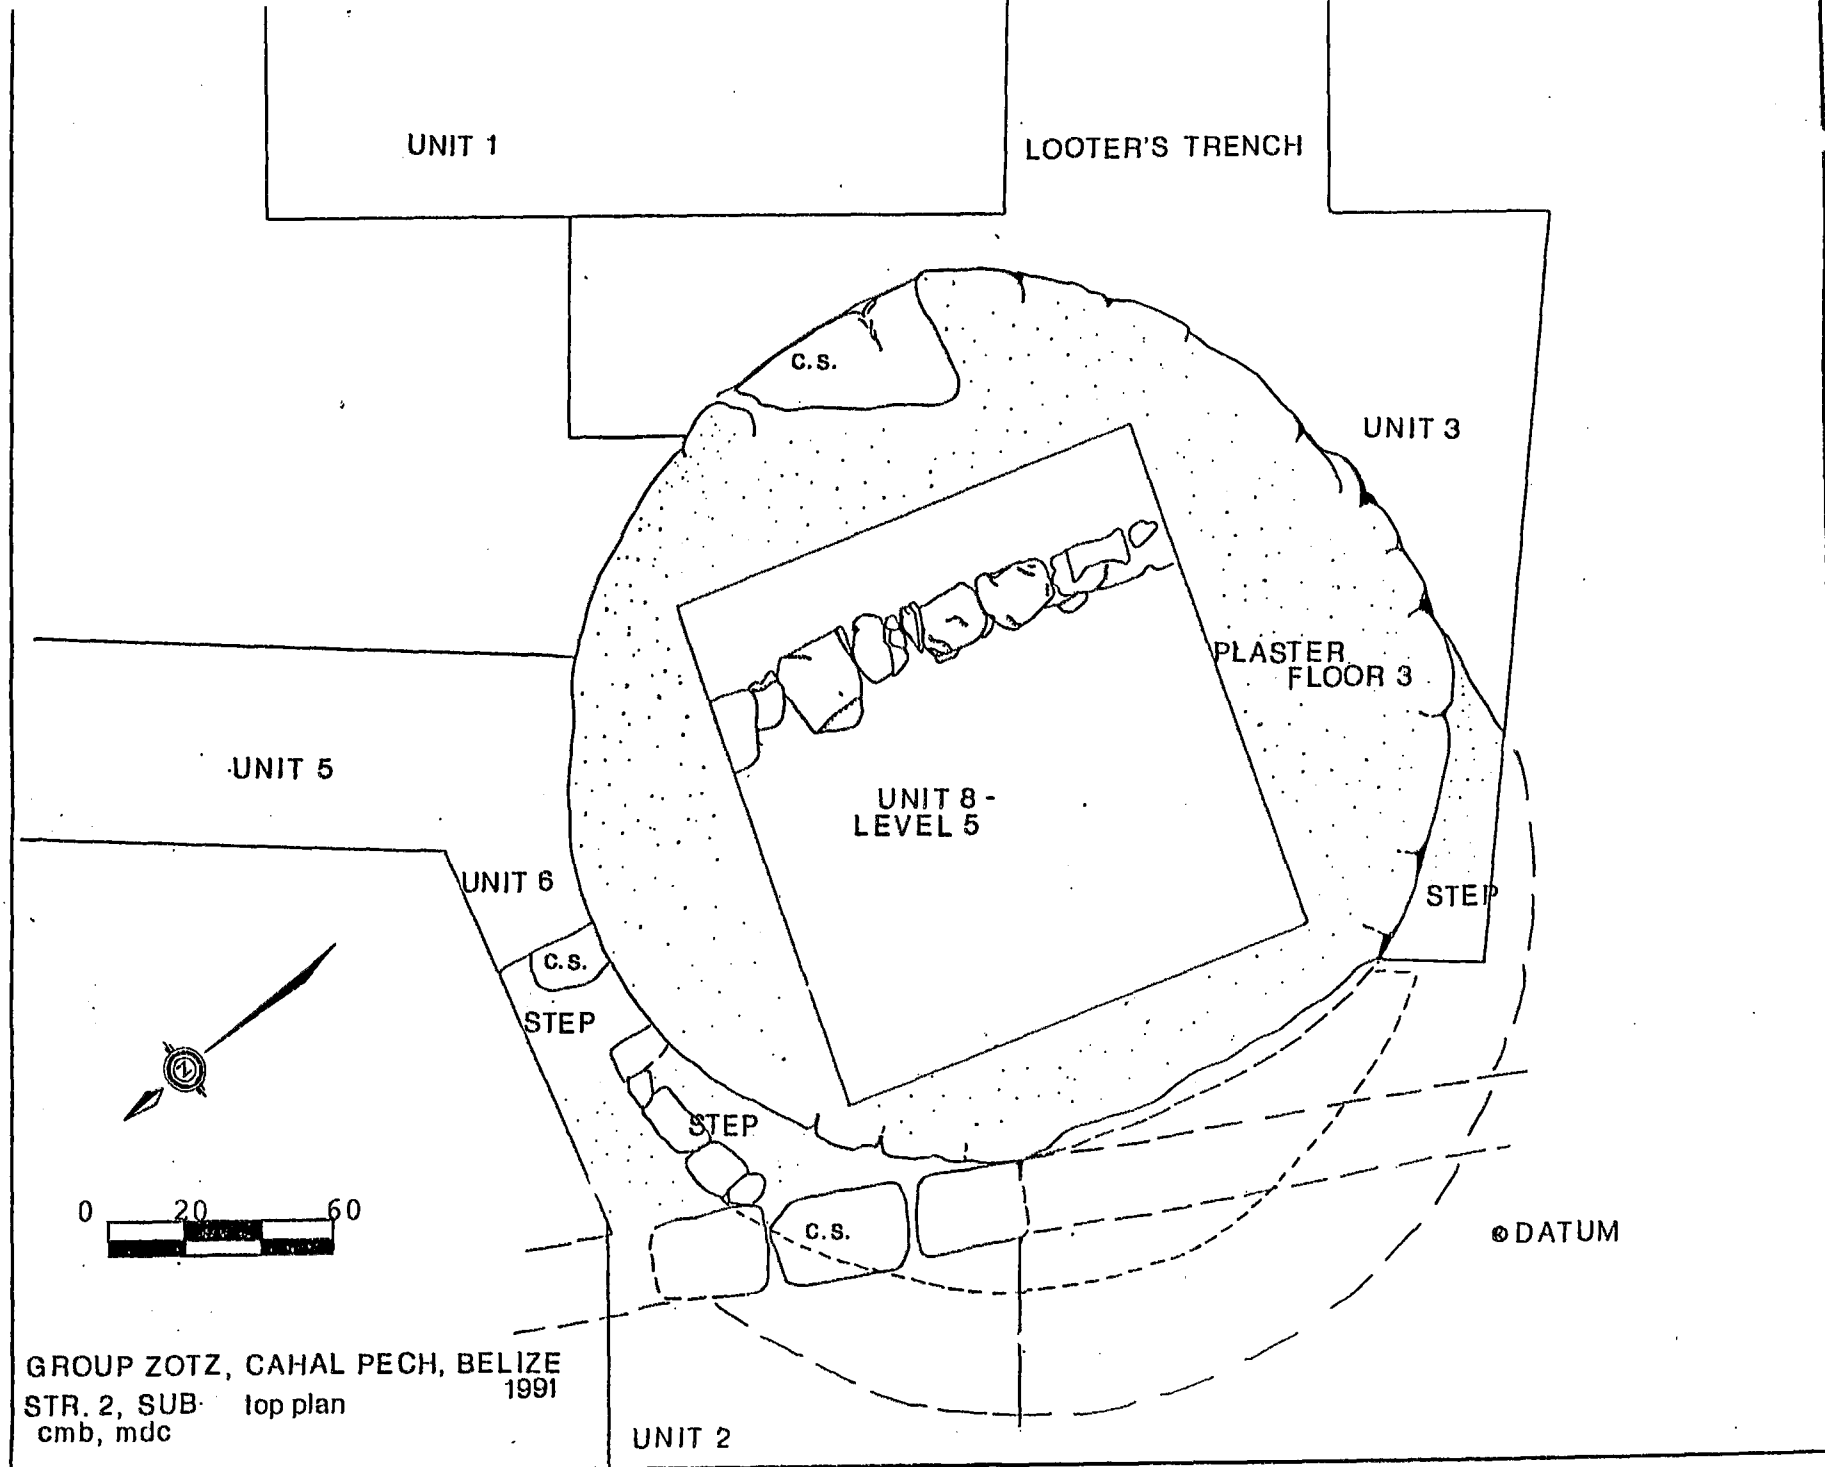 UNIT 1
LOOTER'S TRENCH
C.S.
UNIT 3
PLASTER
FLOOR 3
UNIT 5
UNIT 8 -
LEVEL 5
UNIT 6
STEP
C.S.
STEP
STEP
Z
0 20 60
C.S.
DATUM
GROUP ZOTZ, CAHAL PECH, BELIZE
1991
STR. 2, SUB- top plan
cmb, mdc
UNIT 2